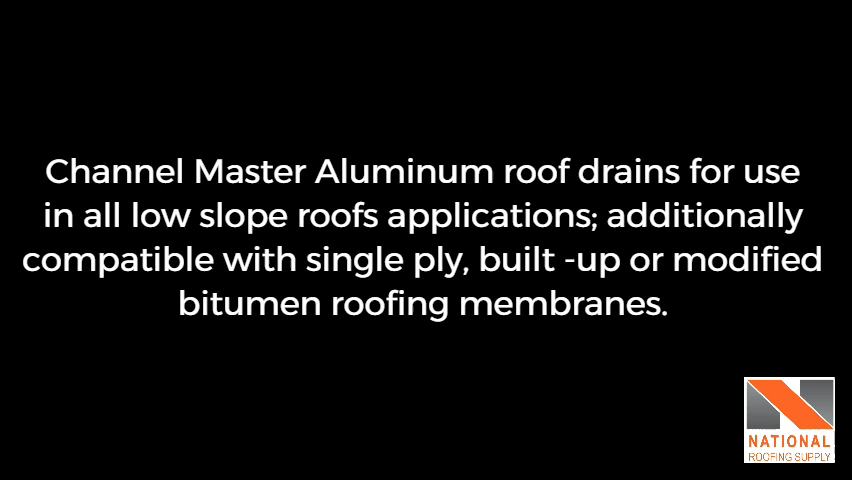 Channel Master Aluminum roof drains for use
in all low slope roofs applications; additionally
compatible with single ply, built -up or modified
bitumen roofing membranes.
NATIONAL
ROOFING SUPPLY